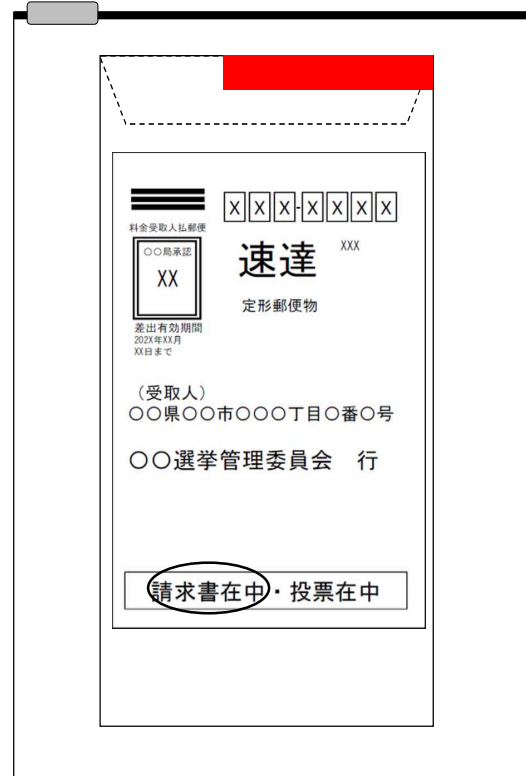 料金受取人払郵便
○○局承認
XX
差出有効期間
202X年XX月
XX日まで
XXX-XXXX
速達
XXX
定形郵便物
（受取人）
○○県○○市○○○丁目○番○号
○○選挙管理委員会　行
請求書在中・投票在中